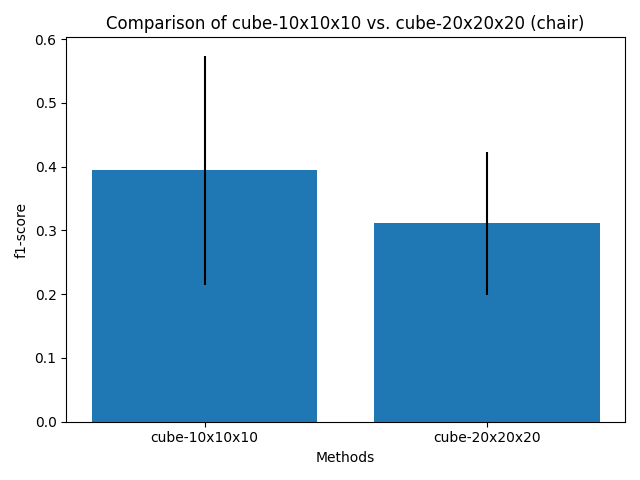 Comparison of cube-10x10x10 vs. cube-20x20x20 (chair)
0.6
0.5
0.4
0.3
0.2
0.1
0.0
f1-score
cube-10x10x10
cube-20x20x20
Methods